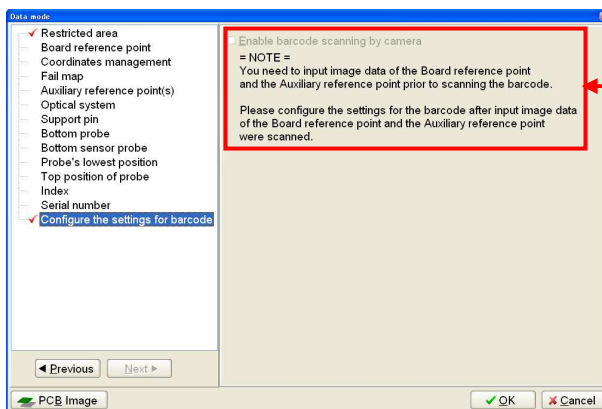 Data mode
Restricted area
Board reference point
Coordinates management
Fail map
Auxiliary reference point(s)
Optical system
Support pin
Bottom probe
Bottom sensor probe
Probe's lowest position
Top position of probe
Index
Serial number
Configure the settings for barcode
Enable barcode scanning by camera
= NOTE =
You need to input image data of the Board reference point
and the Auxiliary reference point prior to scanning the barcode.
Please configure the settings for the barcode after input image data
of the Board reference point and the Auxiliary reference point
were scanned.
Previous
Next
PCB Image
OK
Cancel